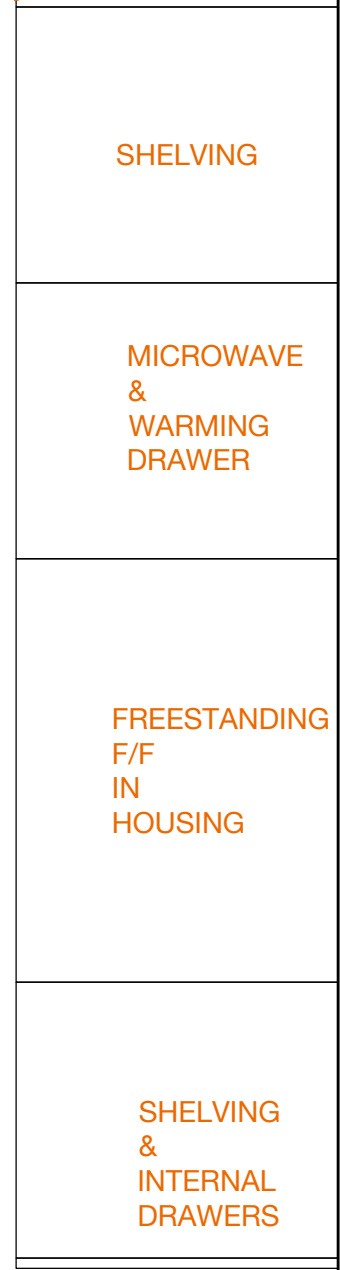 SHELVING
MICROWAVE
&
WARMING
DRAWER
FREESTANDING
F/F
IN
HOUSING
SHELVING
&
INTERNAL
DRAWERS